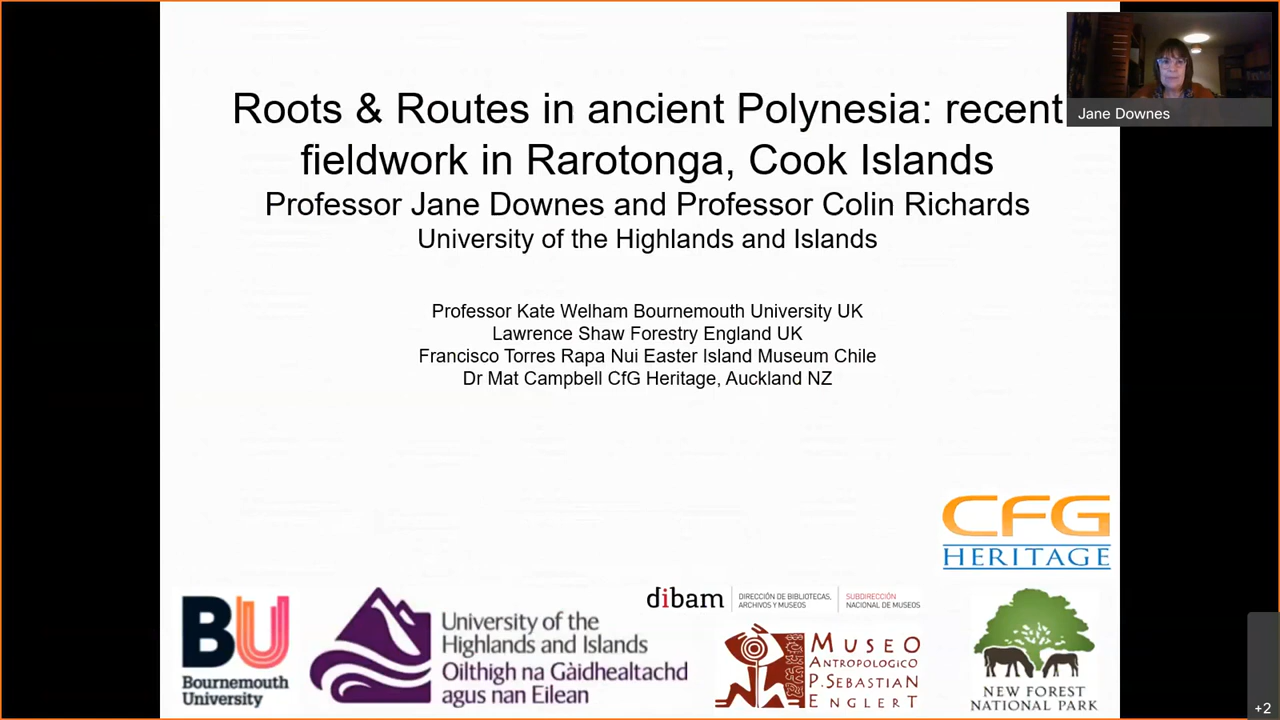 Roots & Routes in ancient Polynesia: recent
fieldwork in Rarotonga, Cook Islands
Professor Jane Downes and Professor Colin Richards
University of the Highlands and Islands
Professor Kate Welham Bournemouth University UK
Lawrence Shaw Forestry England UK
Francisco Torres Rapa Nui Easter Island Museum Chile
Dr Mat Campbell CfG Heritage, Auckland NZ
Jane Downes
CFG
HERITAGE
BU
Bournemouth
University
University of the
Highlands and Islands
Oilthigh na Gàidhealtachd
agus nan Eilean
dibam
DIRECCIÓN DE BIBLIOTECAS,
ARCHIVOS Y MUSEOS
SUBDIRECCIÓN
NACIONAL DE MUSEOS
MUSEO
ANTROPOLOGICO
P. SEBASTIAN
ENGLERT
NEW FOREST
NATIONAL PARK
+2